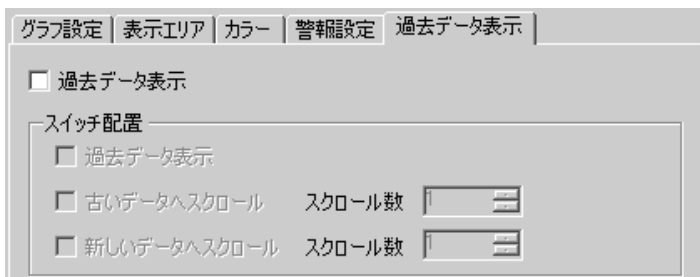 グラフ設定 表示エリア カラー 警報設定 過去データ表示
過去データ表示
スイッチ配置
過去データ表示
古いデータへスクロール スクロール数 1
新しいデータへスクロール スクロール数 1